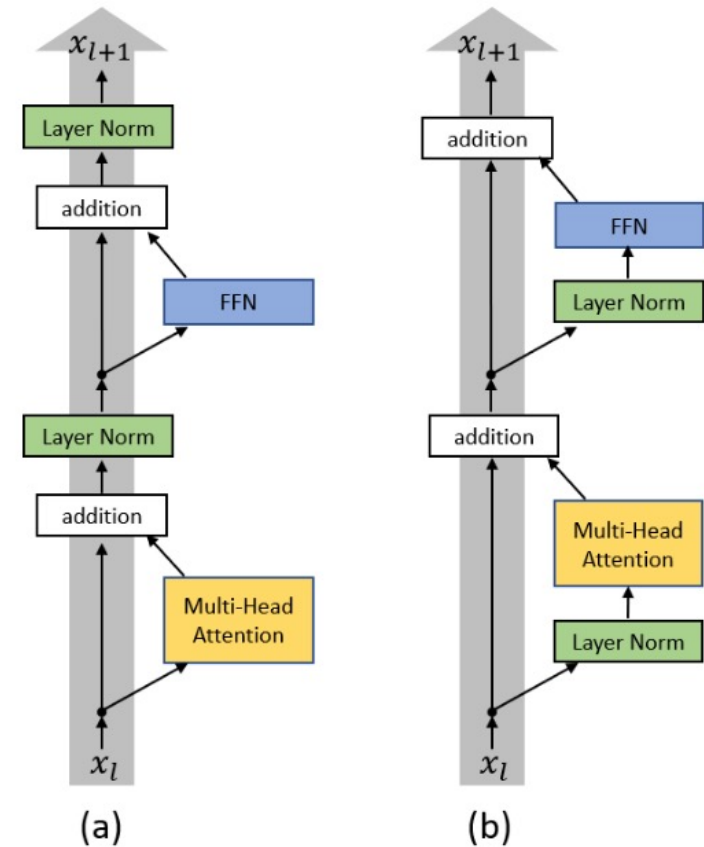 x_{l+1}
Layer Norm
addition
FFN
Layer Norm
addition
Multi-Head
Attention
x_l
(a)
x_{l+1}
addition
FFN
Layer Norm
addition
Multi-Head
Attention
Layer Norm
x_l
(b)